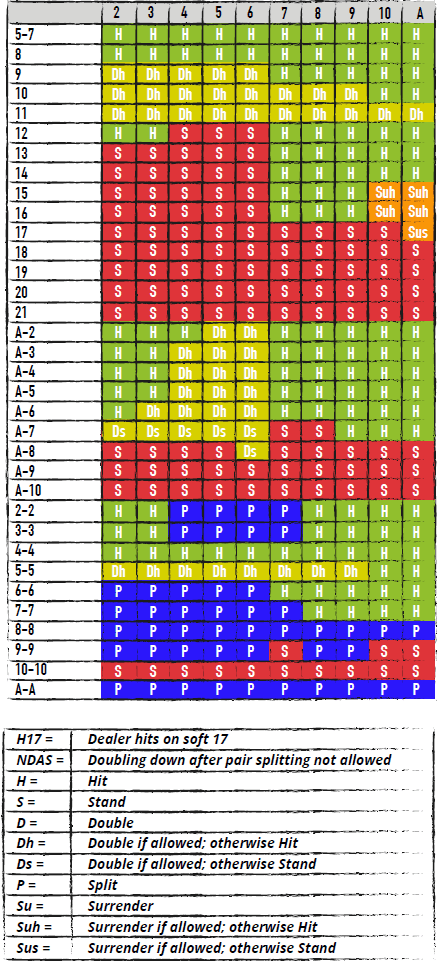 2 3 4 5 6 7 8 9 10 A
5-7 H H H H H H H H H H
8 H H H H H H H H H H
9 Dh Dh Dh Dh Dh H H H H H
10 Dh Dh Dh Dh Dh Dh Dh Dh H H
11 Dh Dh Dh Dh Dh Dh Dh Dh Dh Dh
12 H H S S S H H H H H
13 S S S S S H H H H H
14 S S S S S H H H H H
15 S S S S S H H H Suh Suh
16 S S S S S H H H Suh Suh
17 S S S S S S S S S Sus
18 S S S S S S S S S S
19 S S S S S S S S S S
20 S S S S S S S S S S
21 S S S S S S S S S S
A-2 H H H Dh Dh H H H H H
A-3 H H Dh Dh Dh H H H H H
A-4 H H Dh Dh Dh H H H H H
A-5 H H Dh Dh Dh H H H H H
A-6 H Dh Dh Dh Dh H H H H H
A-7 Ds Ds Ds Ds Ds S S H H H
A-8 S S S S Ds S S S S S
A-9 S S S S S S S S S S
A-10 S S S S S S S S S S
2-2 H H P P P P H H H H
3-3 H H P P P P H H H H
4-4 H H H H H H H H H H
5-5 Dh Dh Dh Dh Dh Dh Dh Dh H H
6-6 P P P P P H H H H H
7-7 P P P P P P H H H H
8-8 P P P P P P P P P P
9-9 P P P P P S P P S S
10-10 S S S S S S S S S S
A-A P P P P P P P P P P
H17 = Dealer hits on soft 17
NDAS = Doubling down after pair splitting not allowed
H = Hit
S = Stand
D = Double
Dh = Double if allowed; otherwise Hit
Ds = Double if allowed; otherwise Stand
P = Split
Su = Surrender
Suh = Surrender if allowed; otherwise Hit
Sus = Surrender if allowed; otherwise Stand